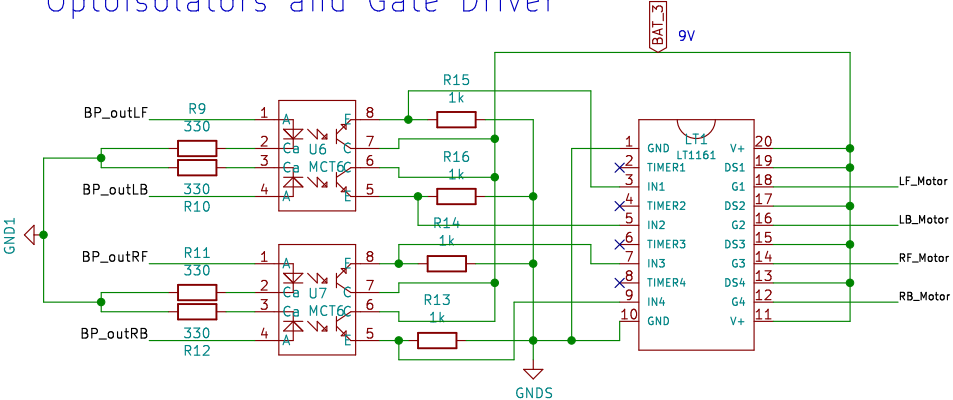 Optoisolators and Gate Driver
BAT_3
9V
R15
1k
BP_outLF
R9
330
1
A
E
8
2
Ca
U6
C
7
3
Ca
MCT6
C
6
BP_outLB
4
A
E
5
330
R10
R16
1k
GND1
R14
1k
BP_outRF
R11
330
1
A
E
8
2
Ca
U7
C
7
3
Ca
MCT6
C
6
BP_outRB
4
A
E
5
330
R12
R13
1k
GNDS
LT1
LT1161
1
GND
V+
20
2
TIMER1
DS1
19
3
IN1
G1
18
LF_Motor
4
TIMER2
DS2
17
5
IN2
G2
16
LB_Motor
6
TIMER3
DS3
15
7
IN3
G3
14
RF_Motor
8
TIMER4
DS4
13
9
IN4
G4
12
RB_Motor
10
GND
V+
11